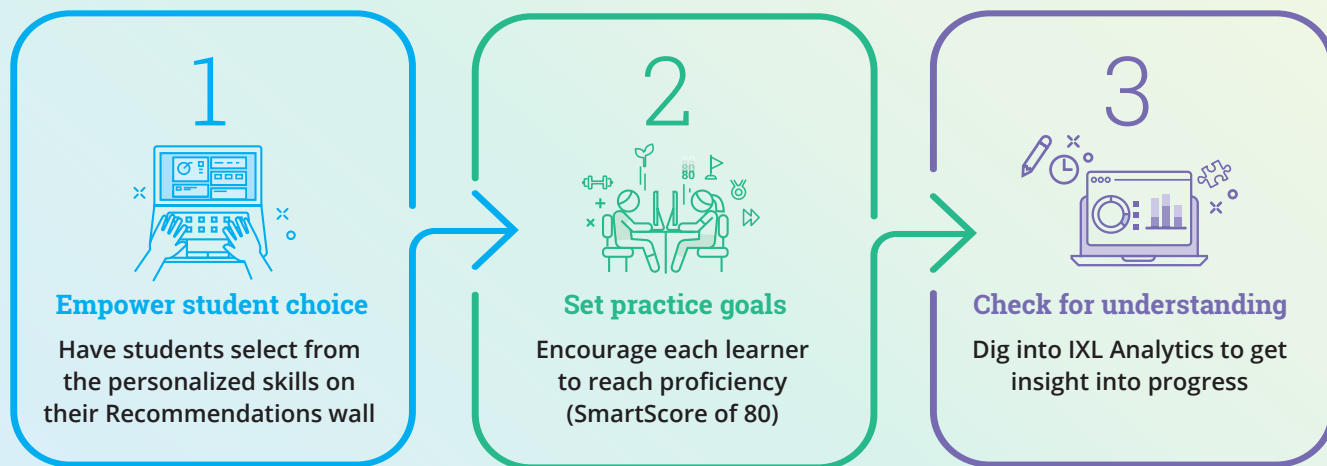 1
Empower student choice
Have students select from
the personalized skills on
their Recommendations wall
2
80
Set practice goals
Encourage each learner
to reach proficiency
(SmartScore of 80)
3
Check for understanding
Dig into IXL Analytics to get
insight into progress